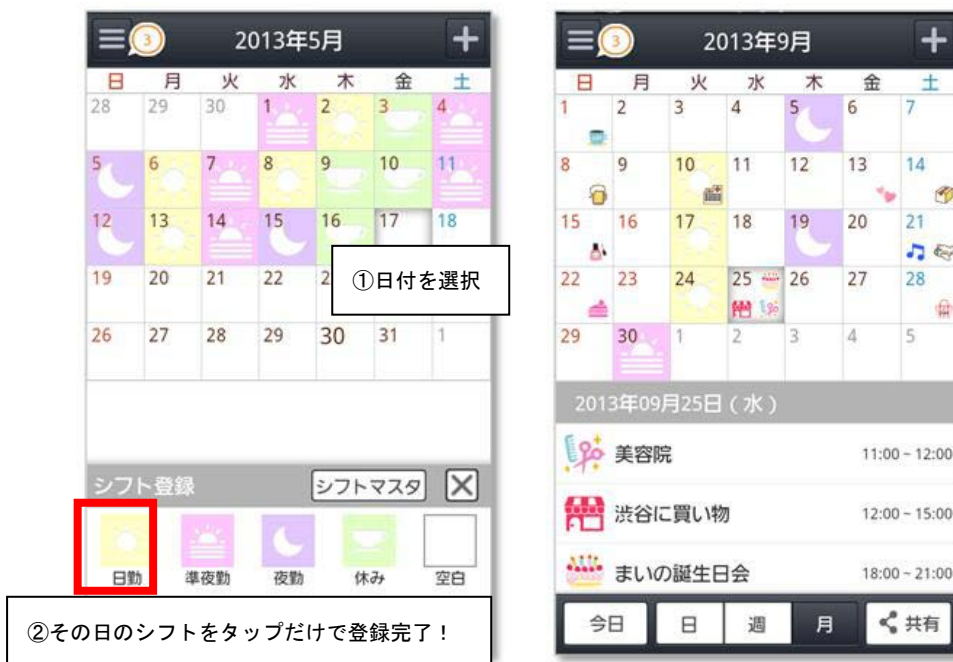 3
2013年5月
日 月 火 水 木 金 土
28 29 30 1 2 3 4
5 6 7 8 9 10 11
12 13 14 15 16 17 18
19 20 21 22 2
26 27 28 29 30 31 1
①日付を選択
シフト登録 シフトマスタ
日勤 準夜勤 夜勤 休み 空白
②その日のシフトをタップだけで登録完了！
3
2013年9月
日 月 火 水 木 金 土
1 2 3 4 5 6 7
8 9 10 11 12 13 14
15 16 17 18 19 20 21
22 23 24 25 26 27 28
29 30 1 2 3 4 5
2013年09月25日（水）
美容院 11:00 ~ 12:00
渋谷に買い物 12:00 ~ 15:00
まいの誕生日会 18:00 ~ 21:00
今日 日 週 月 共有